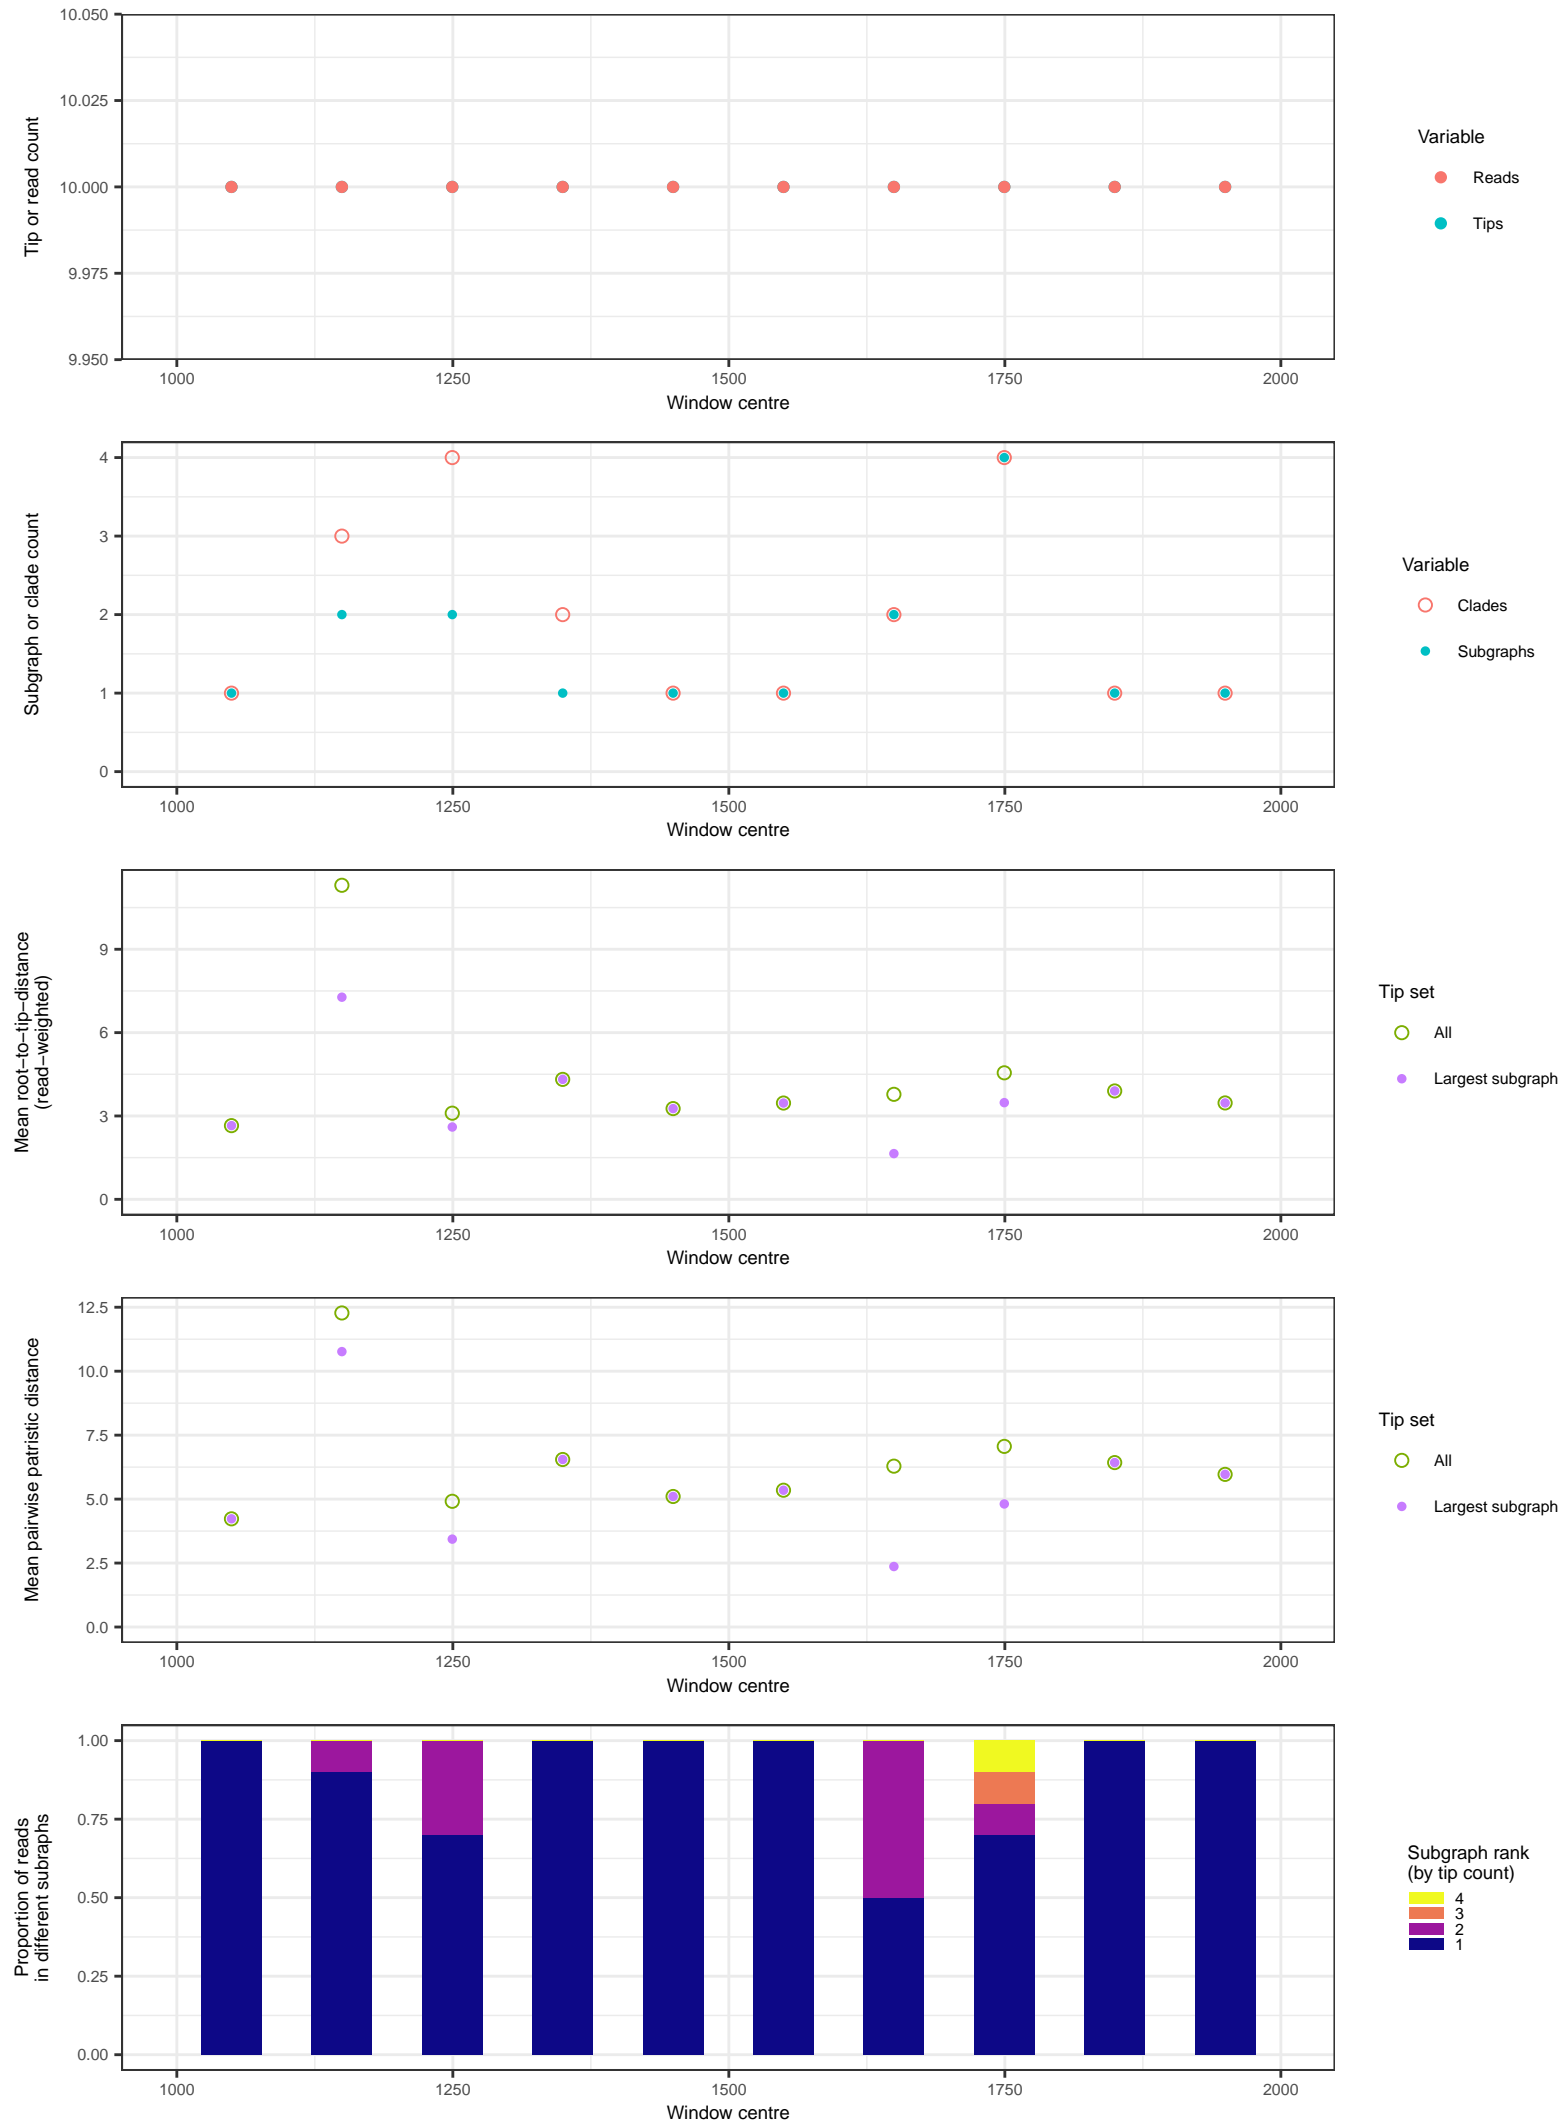 10.050
10.025
10.000
9.975
9.950
Tip or read count
1000 1250 1500 1750 2000
Window centre
Variable
Reads
Tips
4
3
2
1
0
Subgraph or clade count
1000 1250 1500 1750 2000
Window centre
Variable
Clades
Subgraphs
9
6
3
0
Mean root−to−tip−distance
(read−weighted)
1000 1250 1500 1750 2000
Window centre
Tip set
All
Largest subgraph
12.5
10.0
7.5
5.0
2.5
0.0
Mean pairwise patristic distance
1000 1250 1500 1750 2000
Window centre
Tip set
All
Largest subgraph
1.00
0.75
0.50
0.25
0.00
Proportion of reads
in different subraphs
1000 1250 1500 1750 2000
Window centre
Subgraph rank
(by tip count)
4
3
2
1